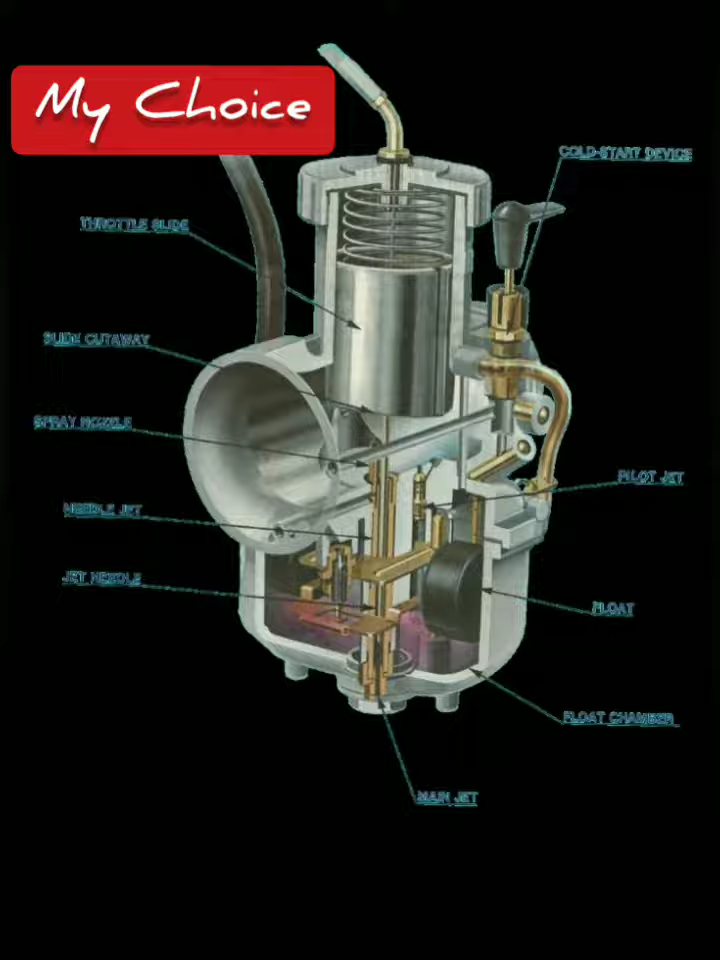 My Choice
COLD-START DEVICE
THROTTLE SLIDE
SLIDE CUTAWAY
SPRAY NOZZLE
PILOT JET
NEEDLE JET
JET NEEDLE
FLOAT
FLOAT CHAMBER
MAIN JET